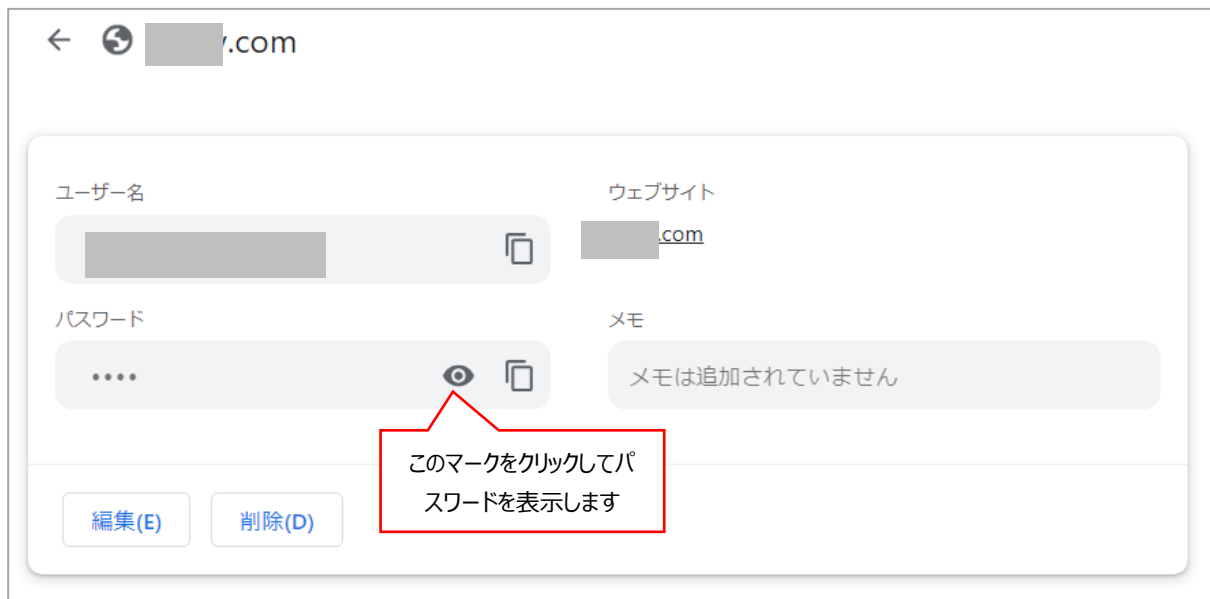 .com
ユーザー名
ウェブサイト
.com
パスワード
メモ
••••
メモは追加されていません
このマークをクリックしてパ
スワードを表示します
編集(E)
削除(D)